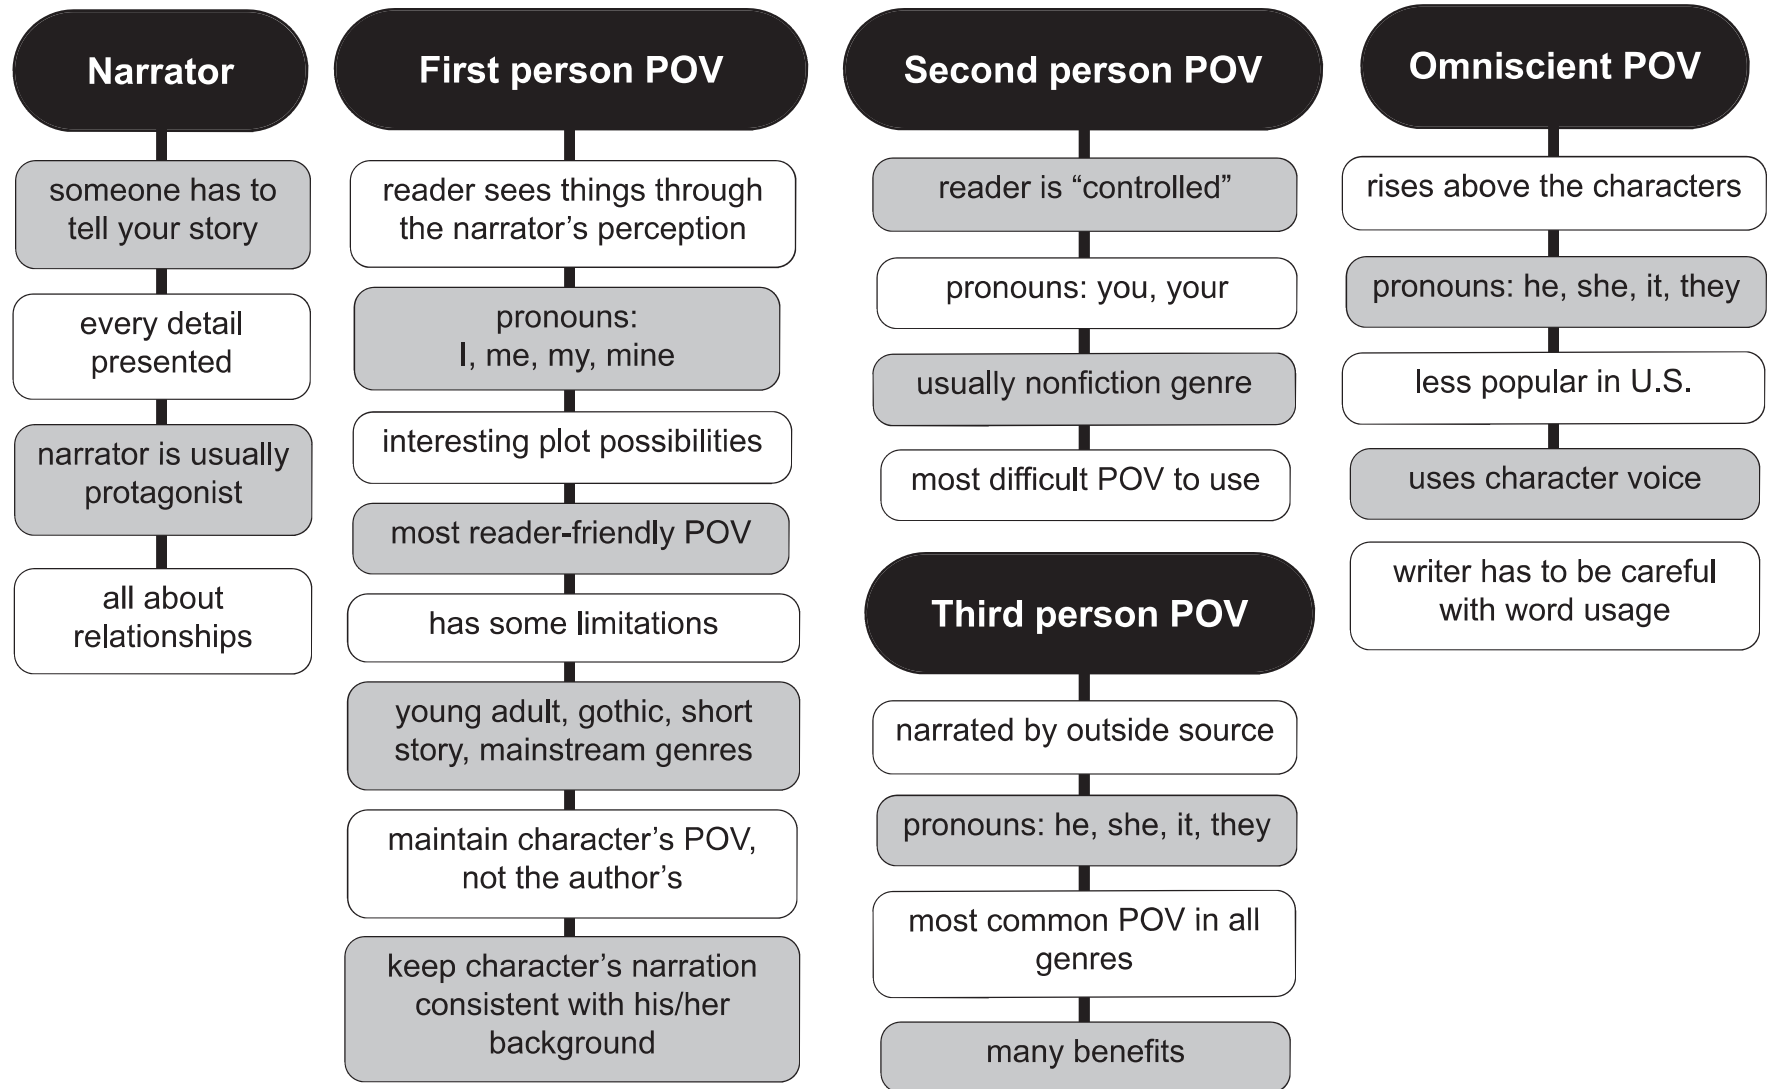 Narrator
someone has to
tell your story
every detail
presented
narrator is usually
protagonist
all about
relationships
First person POV
reader sees things through
the narrator's perception
pronouns:
I, me, my, mine
interesting plot possibilities
most reader-friendly POV
has some limitations
young adult, gothic, short
story, mainstream genres
maintain character's POV,
not the author's
keep character's narration
consistent with his/her
background
Second person POV
reader is “controlled”
pronouns: you, your
usually nonfiction genre
most difficult POV to use
Third person POV
narrated by outside source
pronouns: he, she, it, they
most common POV in all
genres
many benefits
Omniscient POV
rises above the characters
pronouns: he, she, it, they
less popular in U.S.
uses character voice
writer has to be careful
with word usage